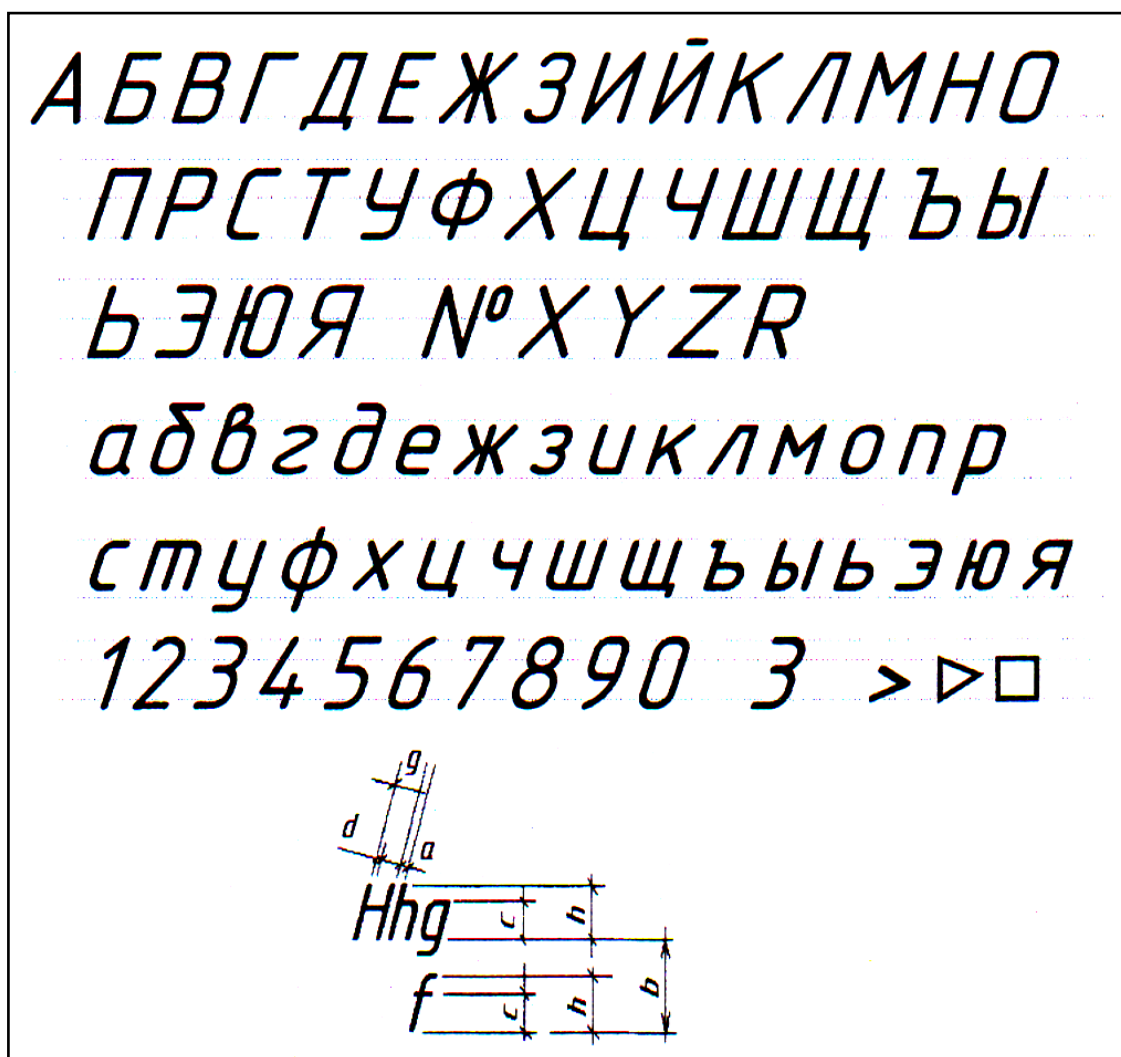 АБВГДЕЖЗИЙКЛМНО
ПРСТУФХЦЧШЩЪЫ
ЬЭЮЯ №XYZR
абвгдежзиклмопр
стуфхцчшщъыьэюя
1234567890 3 >▷□
g
d a
Hhg c h
f c h b